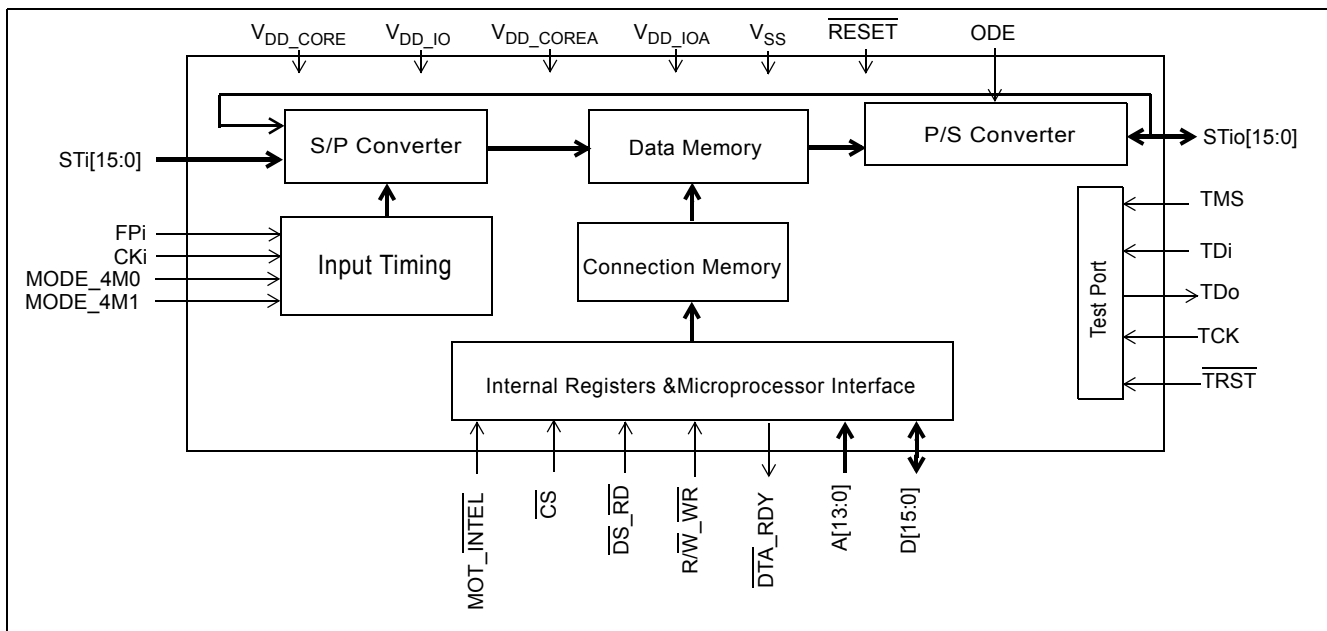 VDD_CORE VDD_IO VDD_COREA VDD_IOA VSS RESET ODE
S/P Converter
Data Memory
P/S Converter
STi[15:0]
STio[15:0]
FPi
CKi
MODE_4M0
MODE_4M1
Input Timing
Connection Memory
Test Port
TMS
TDi
TDo
TCK
TRST
Internal Registers &Microprocessor Interface
MOT_INTEL
CS
DS_RD
R/W_WR
DTA_RDY
A[13:0]
D[15:0]